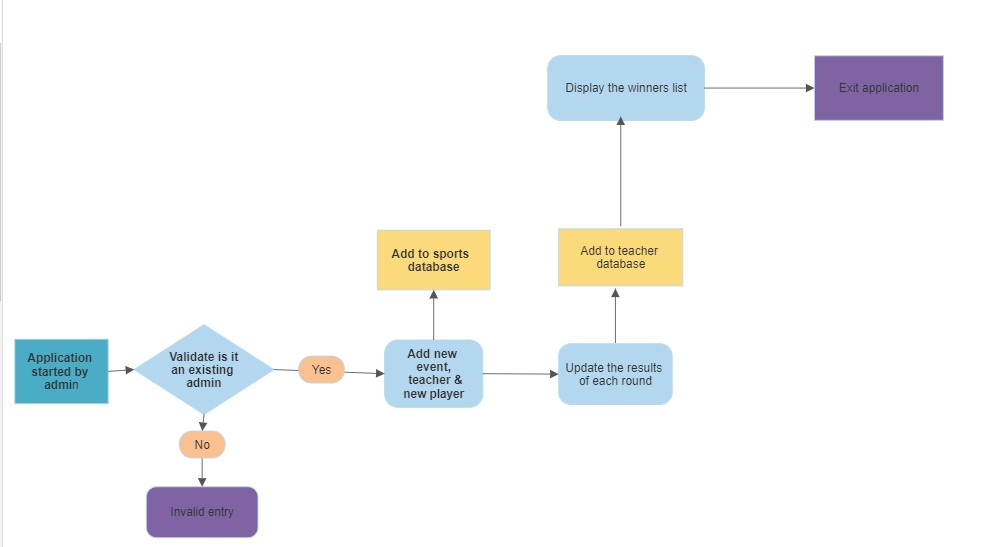 Display the winners list
Exit application
Add to sports
database
Add to teacher
database
Application
started by
admin
Validate is it
an existing
admin
Yes
Add new
event,
teacher &
new player
Update the results
of each round
No
Invalid entry